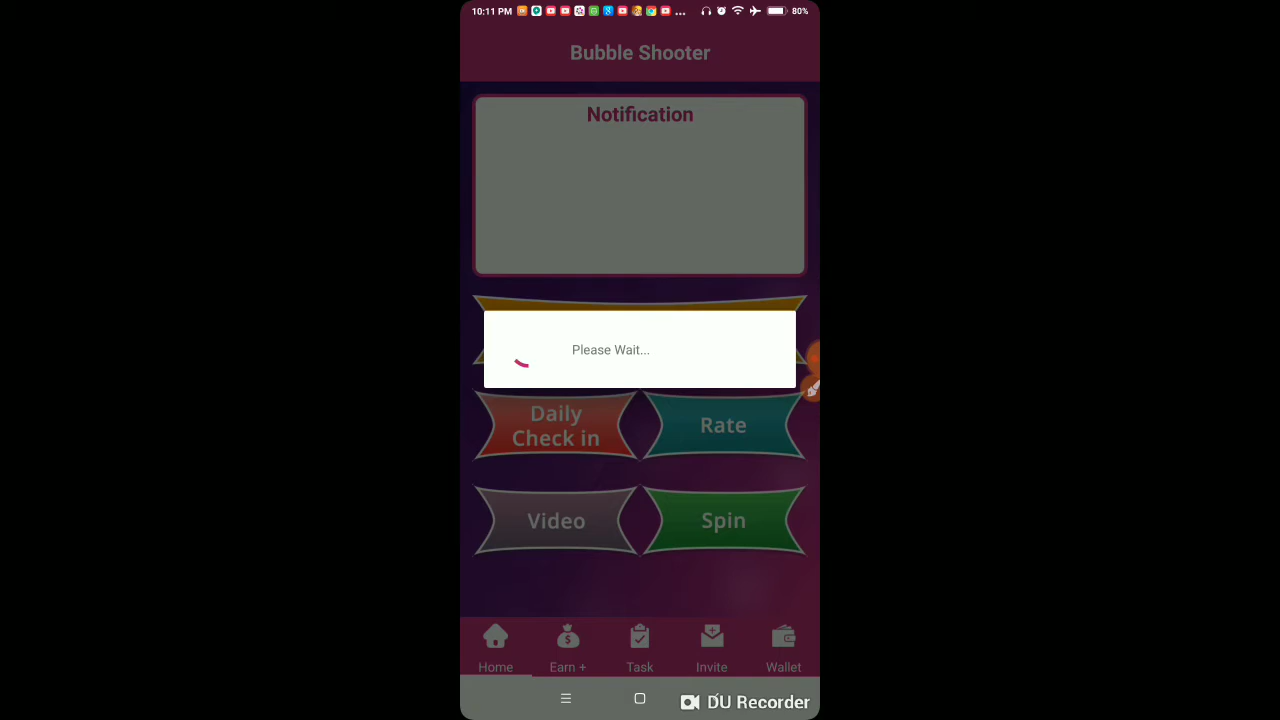 10:11 PM
80%
Bubble Shooter
Notification
Please Wait...
Daily
Check in
Rate
Video
Spin
Home
Earn +
Task
Invite
Wallet
DU Recorder